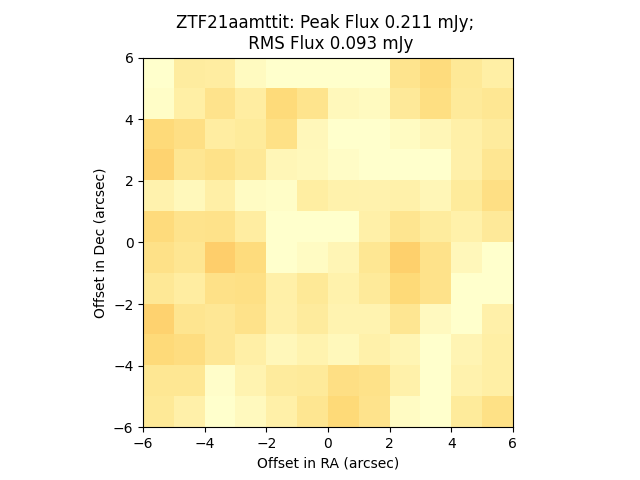 ZTF21aamttit: Peak Flux 0.211 mJy;
RMS Flux 0.093 mJy
6
4
2
0
−2
−4
−6
Offset in Dec (arcsec)
−6 −4 −2 0 2 4 6
Offset in RA (arcsec)